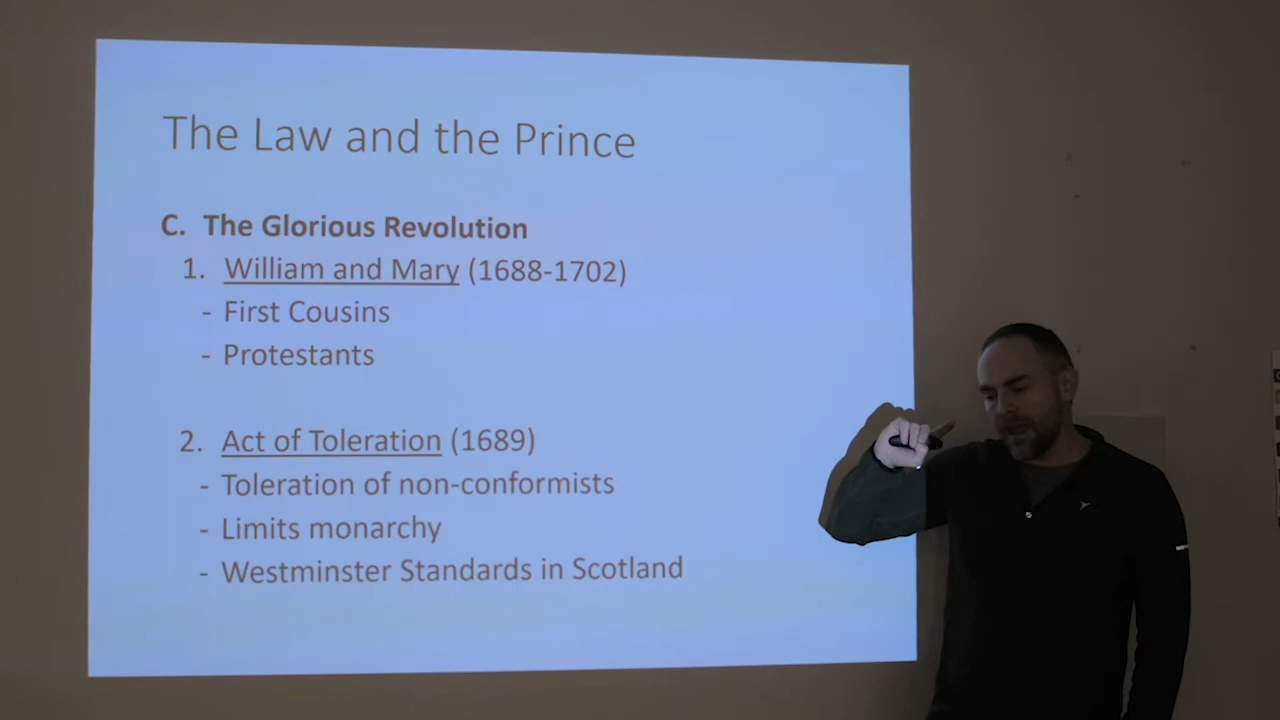 The Law and the Prince
C. The Glorious Revolution
1. William and Mary (1688-1702)
- First Cousins
- Protestants
2. Act of Toleration (1689)
- Toleration of non-conformists
- Limits monarchy
- Westminster Standards in Scotland